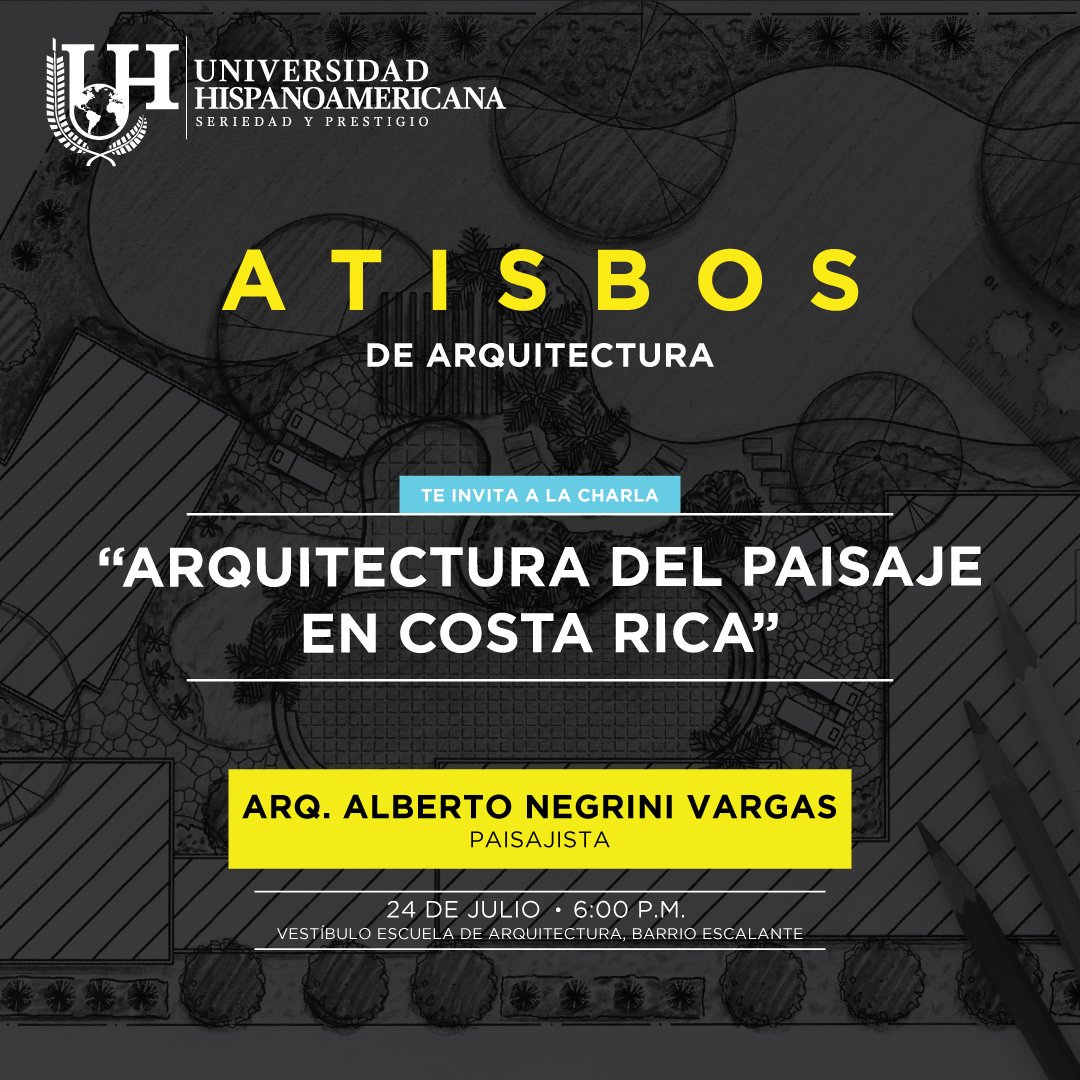 UH
UNIVERSIDAD
HISPANOAMERICANA
SERIEDAD Y PRESTIGIO
ATISBOS
DE ARQUITECTURA
TE INVITA A LA CHARLA
“ARQUITECTURA DEL PAISAJE
EN COSTA RICA”
ARQ. ALBERTO NEGRINI VARGAS
PAISAJISTA
24 DE JULIO • 6:00 P.M.
VESTÍBULO ESCUELA DE ARQUITECTURA, BARRIO ESCALANTE